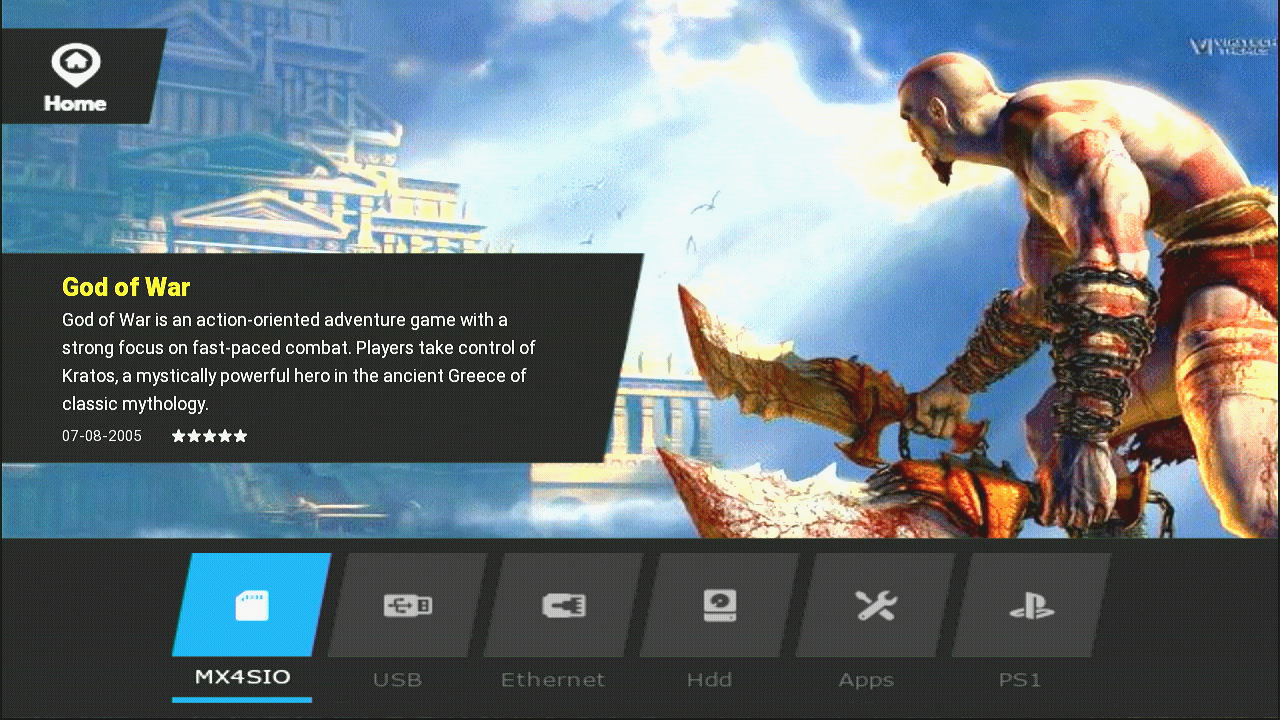 Home
God of War
God of War is an action-oriented adventure game with a
strong focus on fast-paced combat. Players take control of
Kratos, a mystically powerful hero in the ancient Greece of
classic mythology.
07-08-2005
MX4SIO
USB
Ethernet
Hdd
Apps
PS1